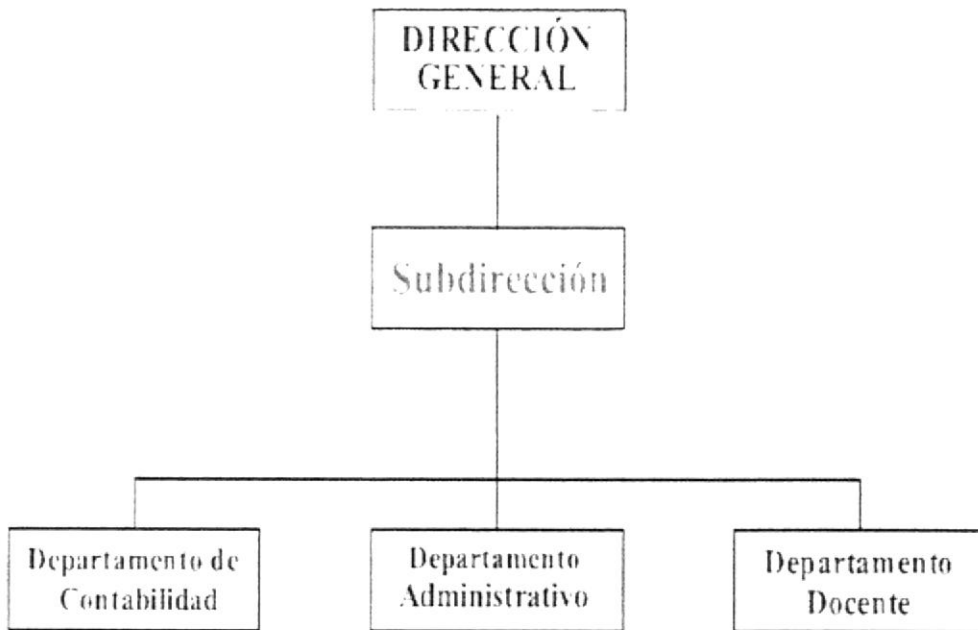 DIRECCIÓN
GENERAL
Subdirección
Departamento de
Contabilidad
Departamento
Administrativo
Departamento
Docente